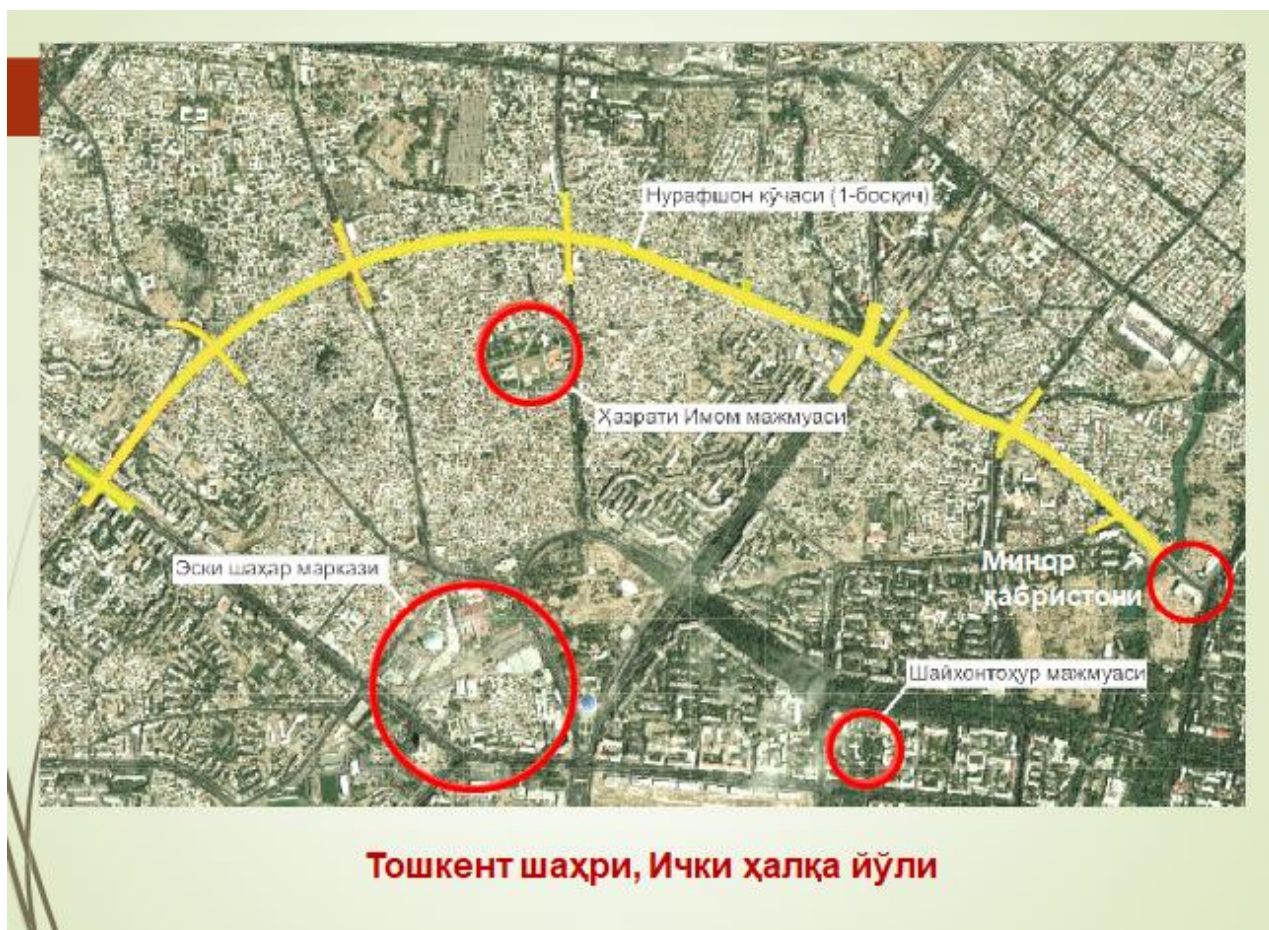 Нурафшон кўчаси (1-босқич)
Ҳазрати Имом мажмуаси
Эски шаҳар маркази
Минор
қабристони
Шайхонтоҳур мажмуаси
Тошкент шаҳри, Ички ҳалқа йўли